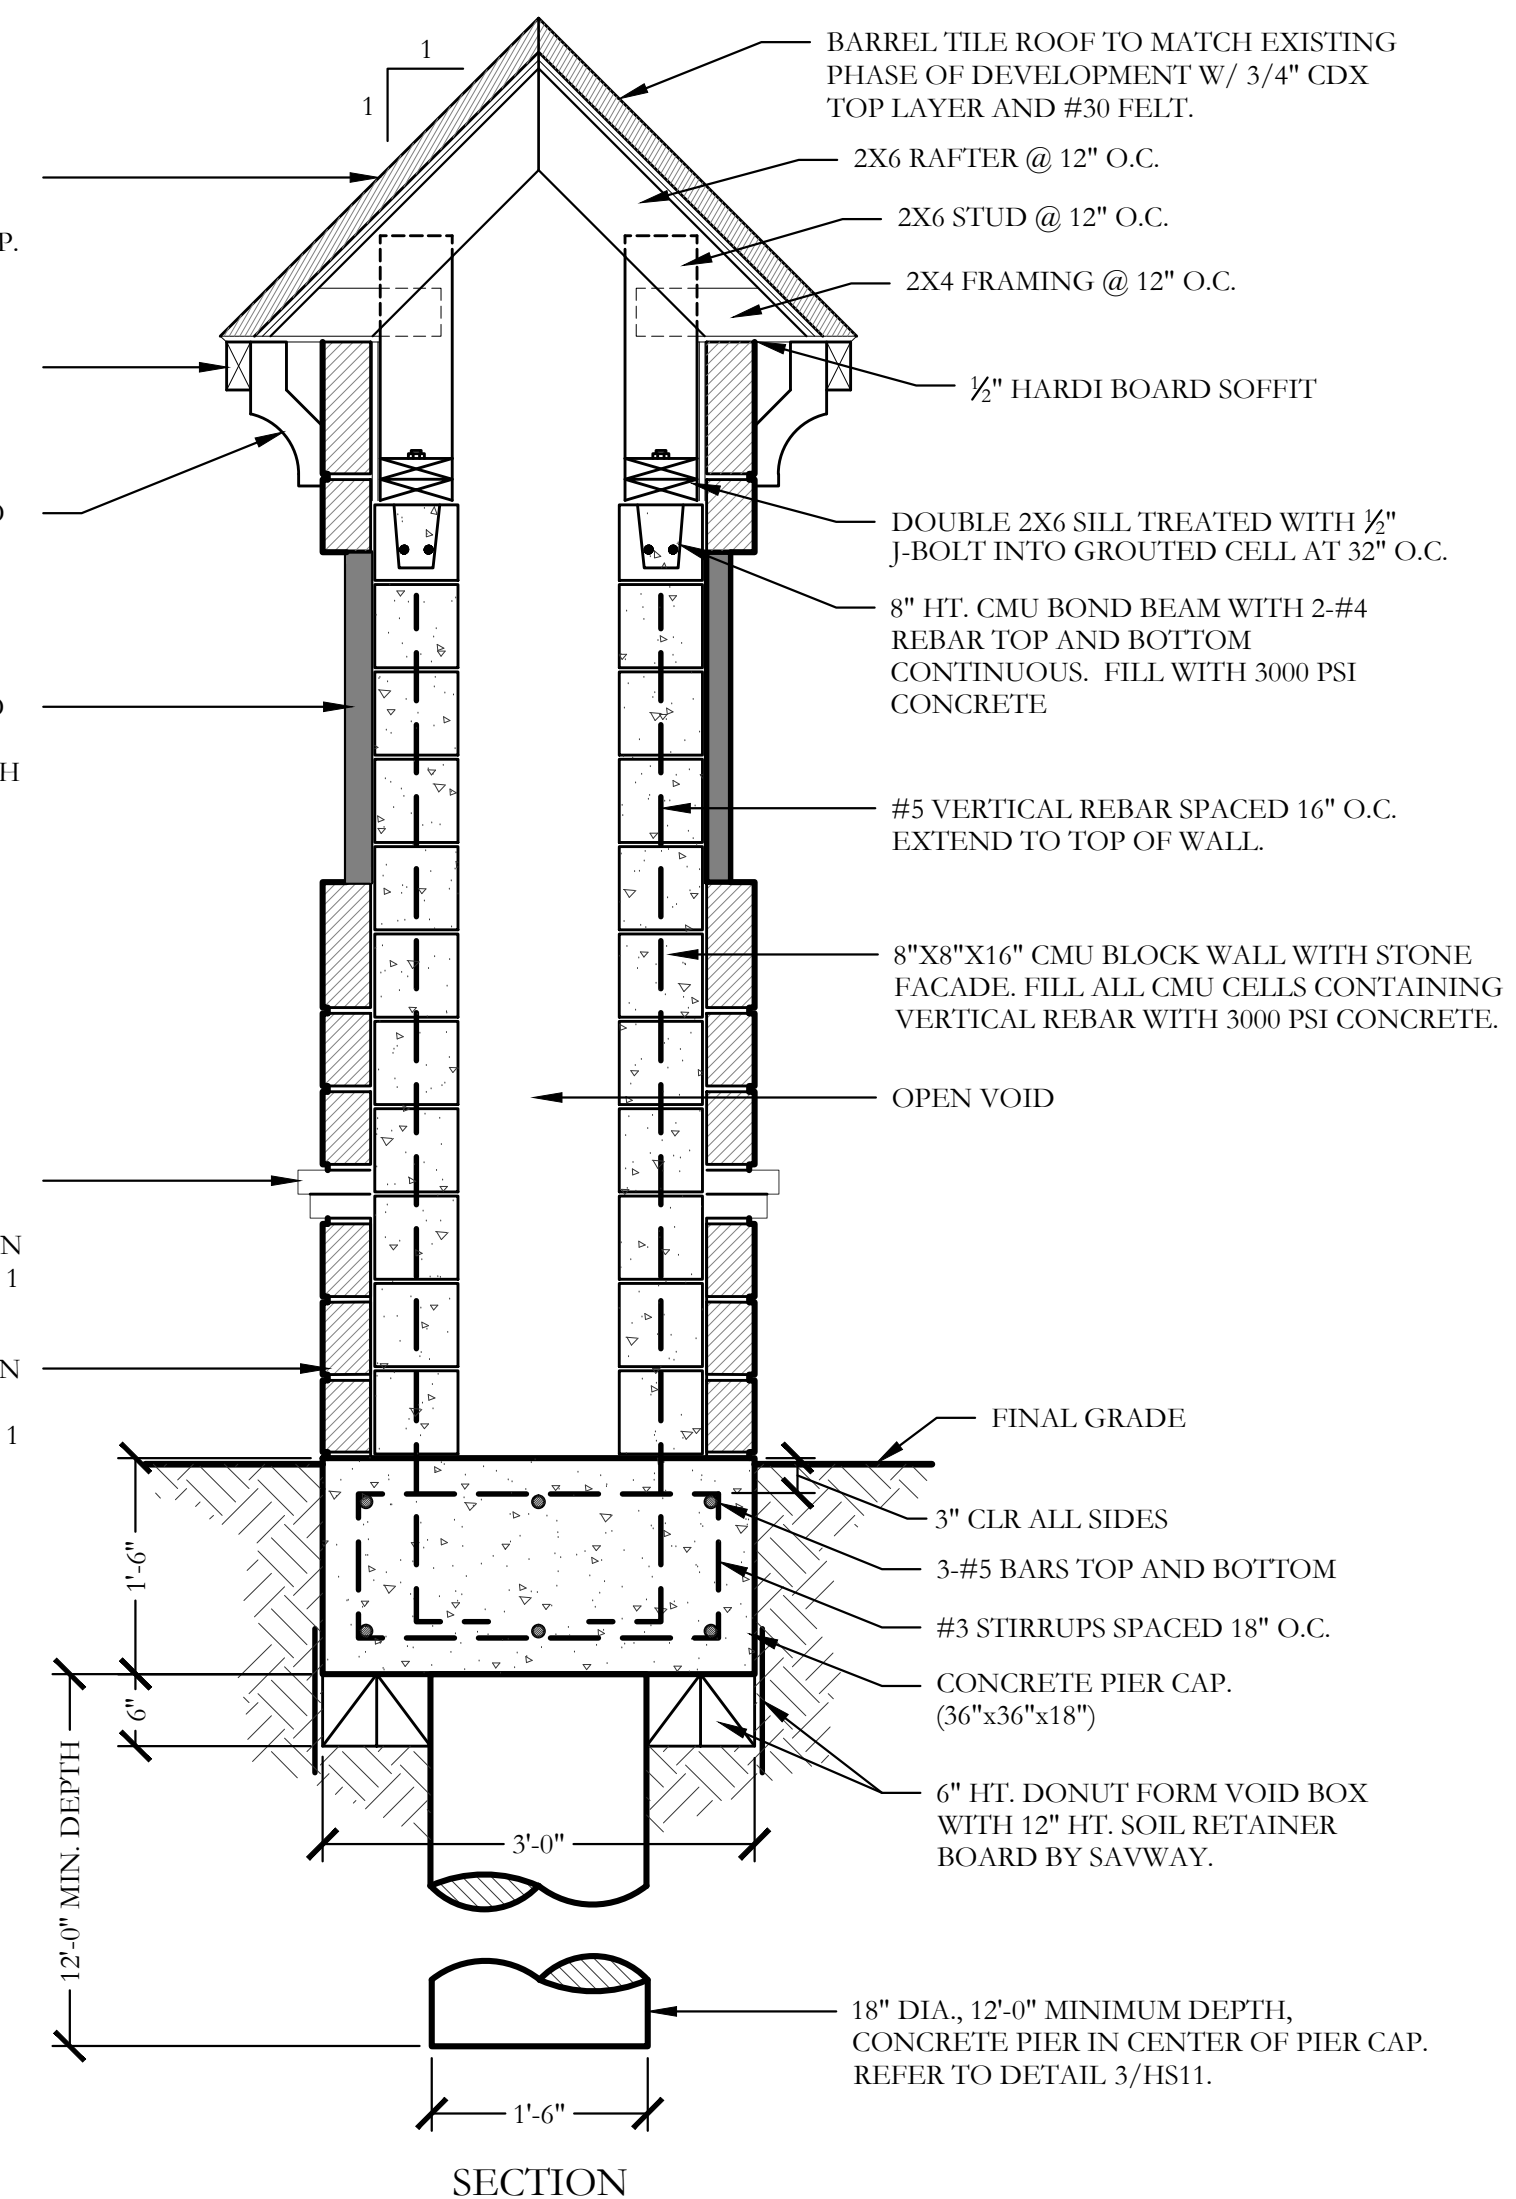 1
1
BARREL TILE ROOF TO MATCH EXISTING
PHASE OF DEVELOPMENT W/ 3/4" CDX
TOP LAYER AND #30 FELT.
2X6 RAFTER @ 12" O.C.
2X6 STUD @ 12" O.C.
2X4 FRAMING @ 12" O.C.
½" HARDI BOARD SOFFIT
DOUBLE 2X6 SILL TREATED WITH ½"
J-BOLT INTO GROUTED CELL AT 32" O.C.
8" HT. CMU BOND BEAM WITH 2-#4
REBAR TOP AND BOTTOM
CONTINUOUS.  FILL WITH 3000 PSI
CONCRETE
#5 VERTICAL REBAR SPACED 16" O.C.
EXTEND TO TOP OF WALL.
8"X8"X16" CMU BLOCK WALL WITH STONE
FACADE. FILL ALL CMU CELLS CONTAINING
VERTICAL REBAR WITH 3000 PSI CONCRETE.
OPEN VOID
FINAL GRADE
3" CLR ALL SIDES
3-#5 BARS TOP AND BOTTOM
#3 STIRRUPS SPACED 18" O.C.
CONCRETE PIER CAP.
(36"x36"x18")
6" HT. DONUT FORM VOID BOX
WITH 12" HT. SOIL RETAINER
BOARD BY SAVWAY.
18" DIA., 12'-0" MINIMUM DEPTH,
CONCRETE PIER IN CENTER OF PIER CAP.
REFER TO DETAIL 3/HS11.
P.
H
N
1
N
1
1'-6"
6"
12'-0" MIN. DEPTH
3'-0"
1'-6"
SECTION